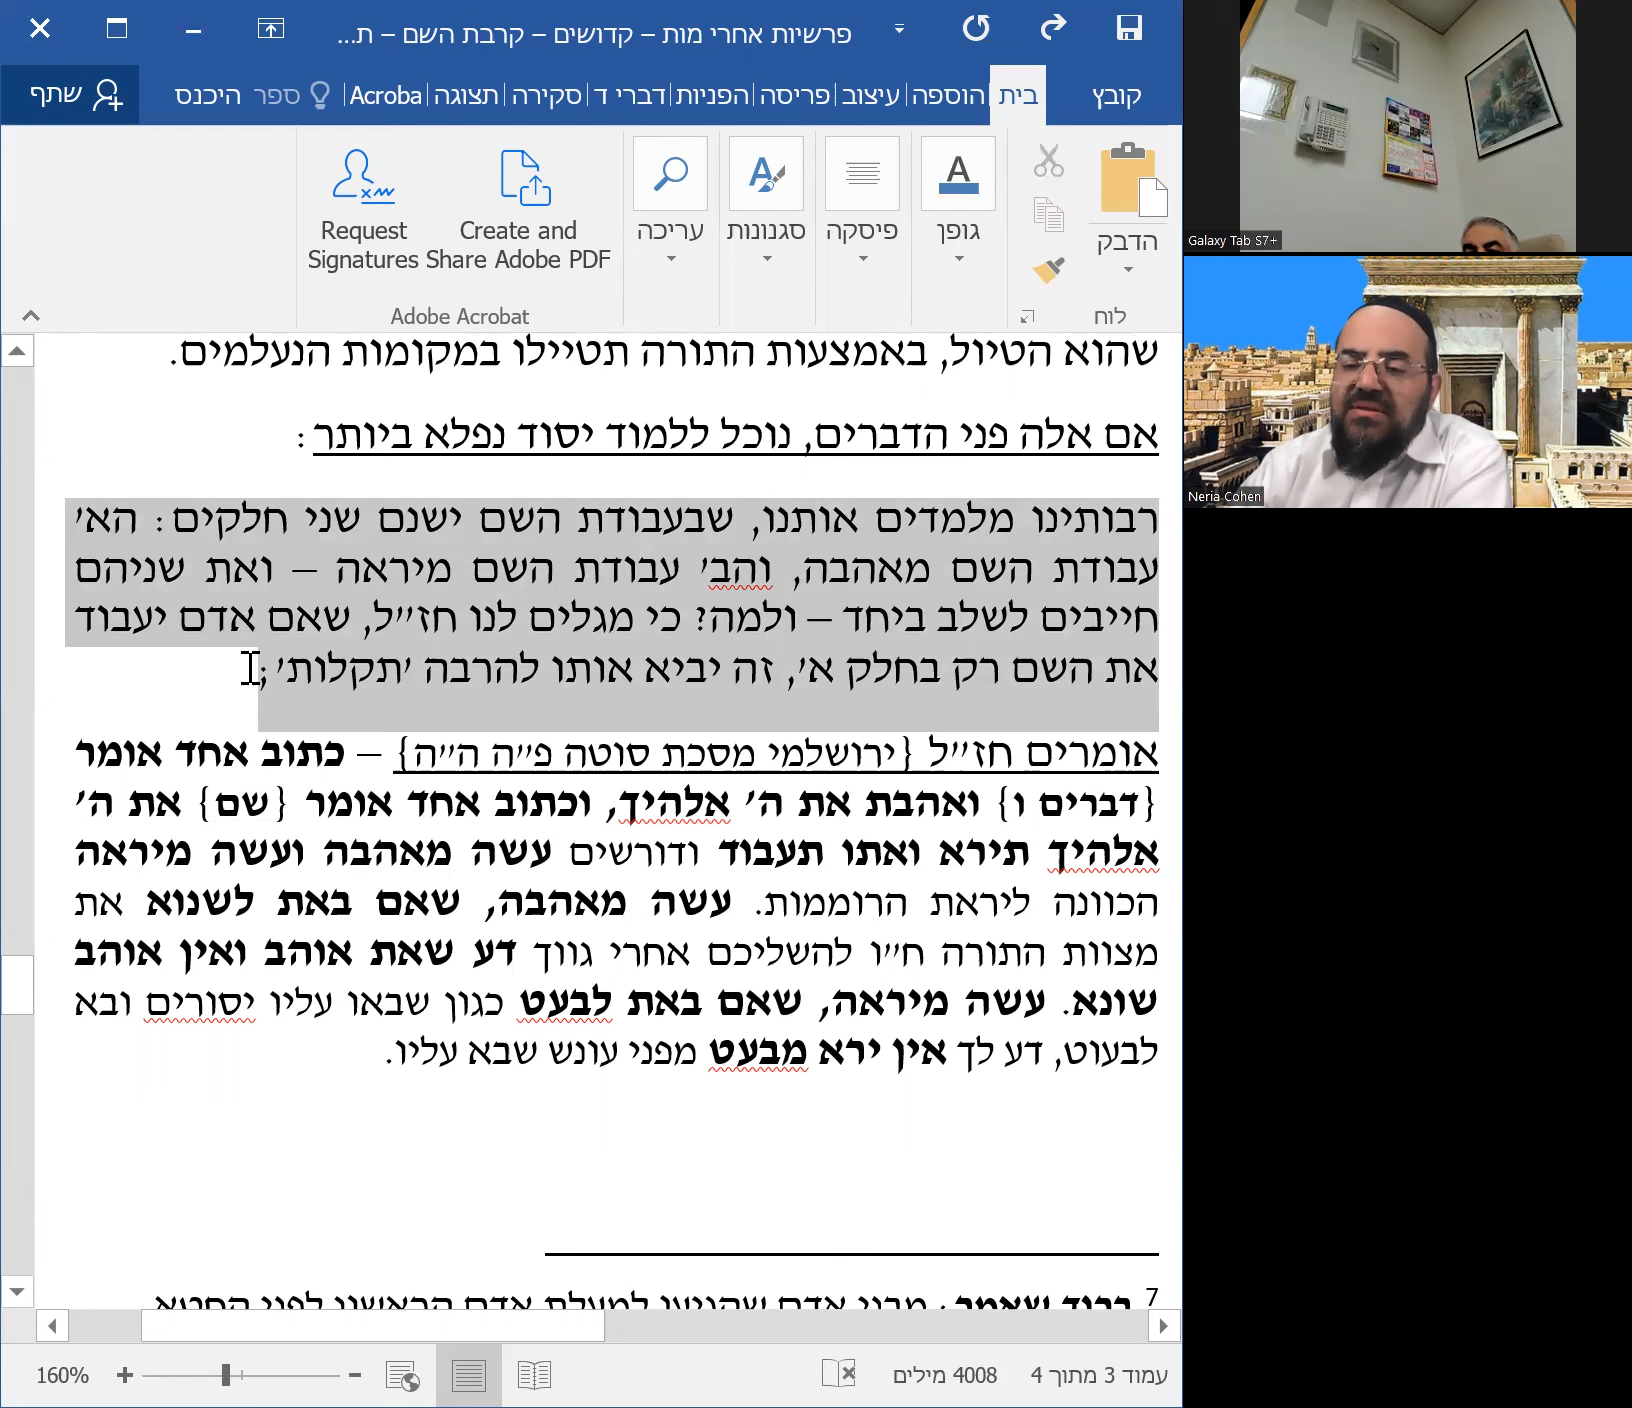 פרשיות אחרי מות – קדושים – קרבת השם – ת...
קובץ
בית
הוספה
עיצוב
פריסה
הפניות
דברי ד
סקירה
תצוגה
Acroba
ספר
היכנס
שתף
הדבק
גופן
פיסקה
סגנונות
עריכה
Create and
Share Adobe PDF
Request
Signatures
לוח
Adobe Acrobat
שהוא הטיול, באמצעות התורה תטיילו במקומות הנעלמים.
אם אלה פני הדברים, נוכל ללמוד יסוד נפלא ביותר:
רבותינו מלמדים אותנו, שבעבודת השם ישנם שני חלקים: הא'
עבודת השם מאהבה, והב' עבודת השם מיראה – ואת שניהם
חייבים לשלב ביחד – ולמה? כי מגלים לנו חז"ל, שאם אדם יעבוד
את השם רק בחלק א', זה יביא אותו להרבה 'תקלות';
אומרים חז"ל {ירושלמי מסכת סוטה פ"ה ה"ה} – כתוב אחד אומר
{דברים ו} ואהבת את ה' אלהיך, וכתוב אחד אומר {שם} את ה'
אלהיך תירא ואתו תעבוד ודורשים עשה מאהבה ועשה מיראה
הכוונה ליראת הרוממות. עשה מאהבה, שאם באת לשנוא את
מצוות התורה ח"ו להשליכם אחרי גווך דע שאת אוהב ואין אוהב
שונא. עשה מיראה, שאם באת לבעט כגון שבאו עליו יסורים ובא
לבעוט, דע לך אין ירא מבעט מפני עונש שבא עליו.
7
עמוד 3 מתוך 4
4008 מילים
160%
Galaxy Tab S7+
Neria Cohen